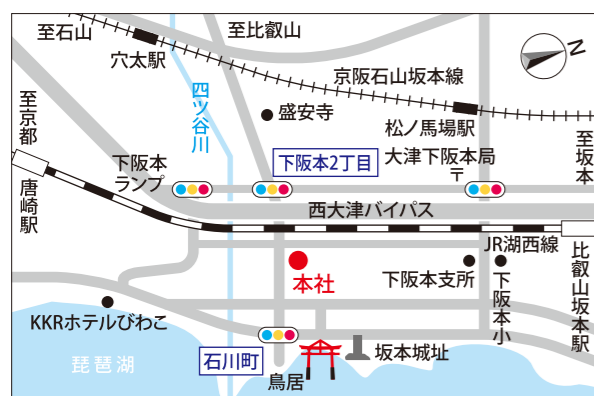 至石山
穴太駅
至比叡山
N
京阪石山坂本線
四ツ谷川
盛安寺
松ノ馬場駅
至京都
唐崎駅
下阪本
ランプ
下阪本2丁目
大津下阪本局
〒
至坂本
西大津バイパス
JR湖西線
本社
下阪本支所
下阪本小
比叡山坂本駅
KKRホテルびわこ
琵琶湖
石川町
鳥居
坂本城址